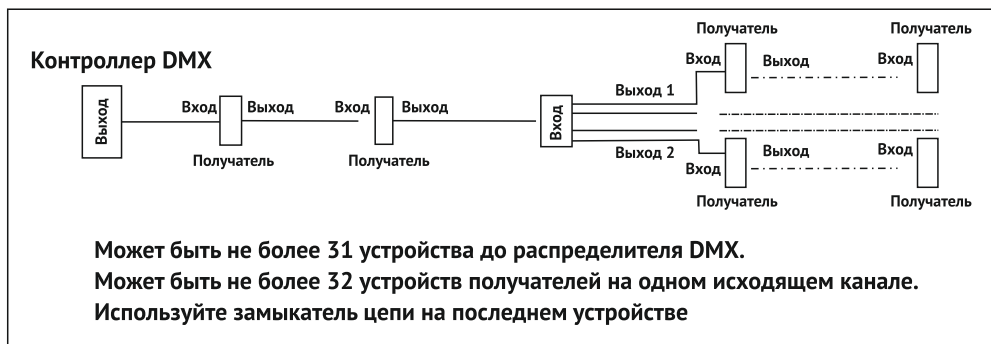 Получатель
Получатель
Контроллер DMX
Вход
Выход
Вход
Выход 1
Выход
Вход
Выход
Вход
Выход
Вход
Получатель
Получатель
Выход 2
Вход
Выход
Вход
Получатель
Получатель
Может быть не более 31 устройства до распределителя DMX.
Может быть не более 32 устройств получателей на одном исходящем канале.
Используйте замыкатель цепи на последнем устройстве